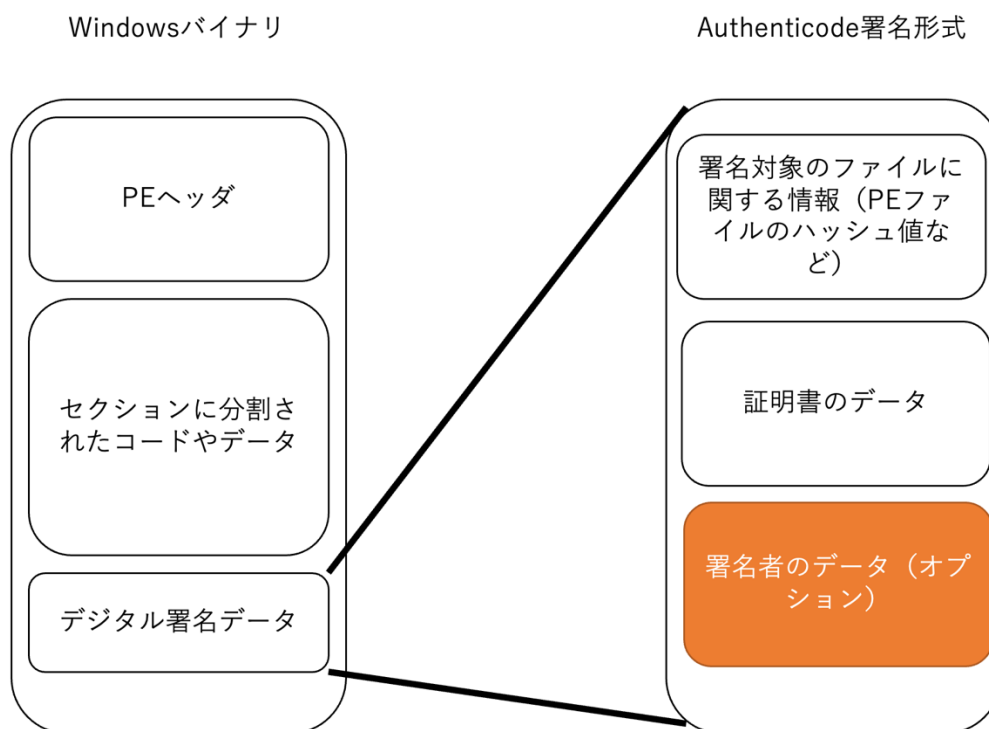 Windowsバイナリ
Authenticode署名形式
PEヘッダ
セクションに分割さ
れたコードやデータ
デジタル署名データ
署名対象のファイルに
関する情報（PEファ
イルのハッシュ値な
ど）
証明書のデータ
署名者のデータ（オプ
ション）